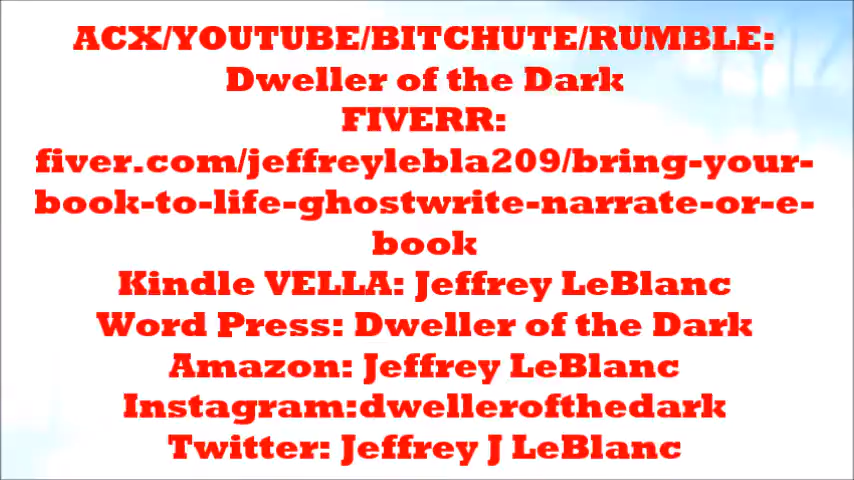 ACX/YOUTUBE/BITCHUTE/RUMBLE:
Dweller of the Dark
FIVERR:
fiver.com/jeffreylebla209/bring-your-
book-to-life-ghostwrite-narrate-or-e-
book
Kindle VELLA: Jeffrey LeBlanc
Word Press: Dweller of the Dark
Amazon: Jeffrey LeBlanc
Instagram:dwellerofthedark
Twitter: Jeffrey J LeBlanc